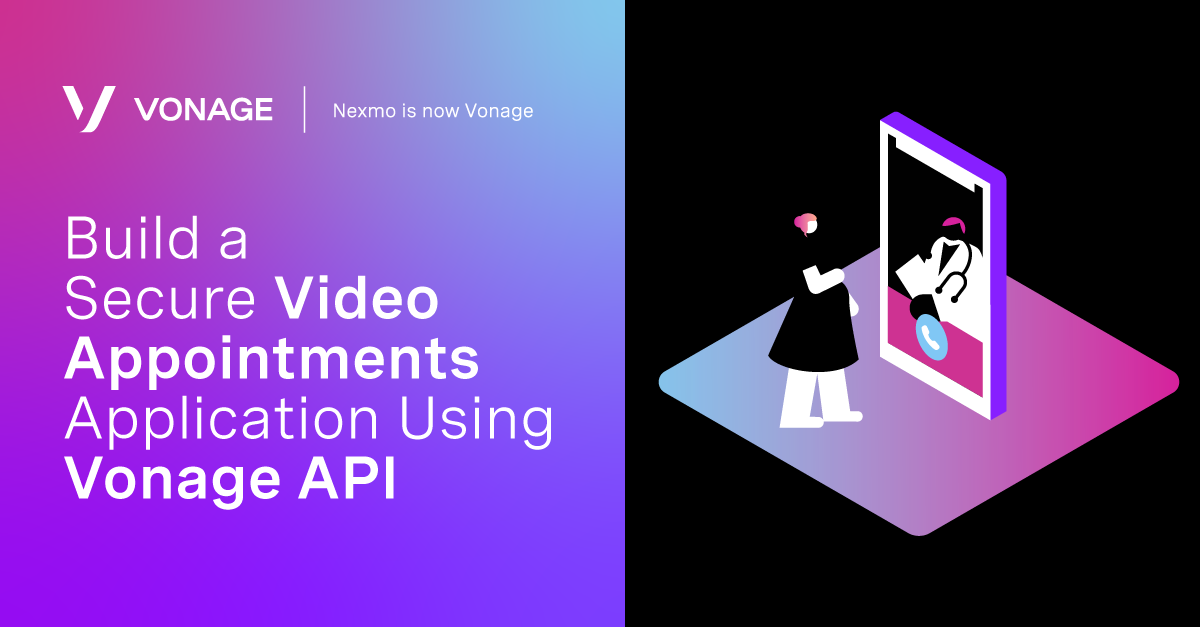 VONAGE
Nexmo is now Vonage
Build a
Secure Video
Appointments
Application Using
Vonage API